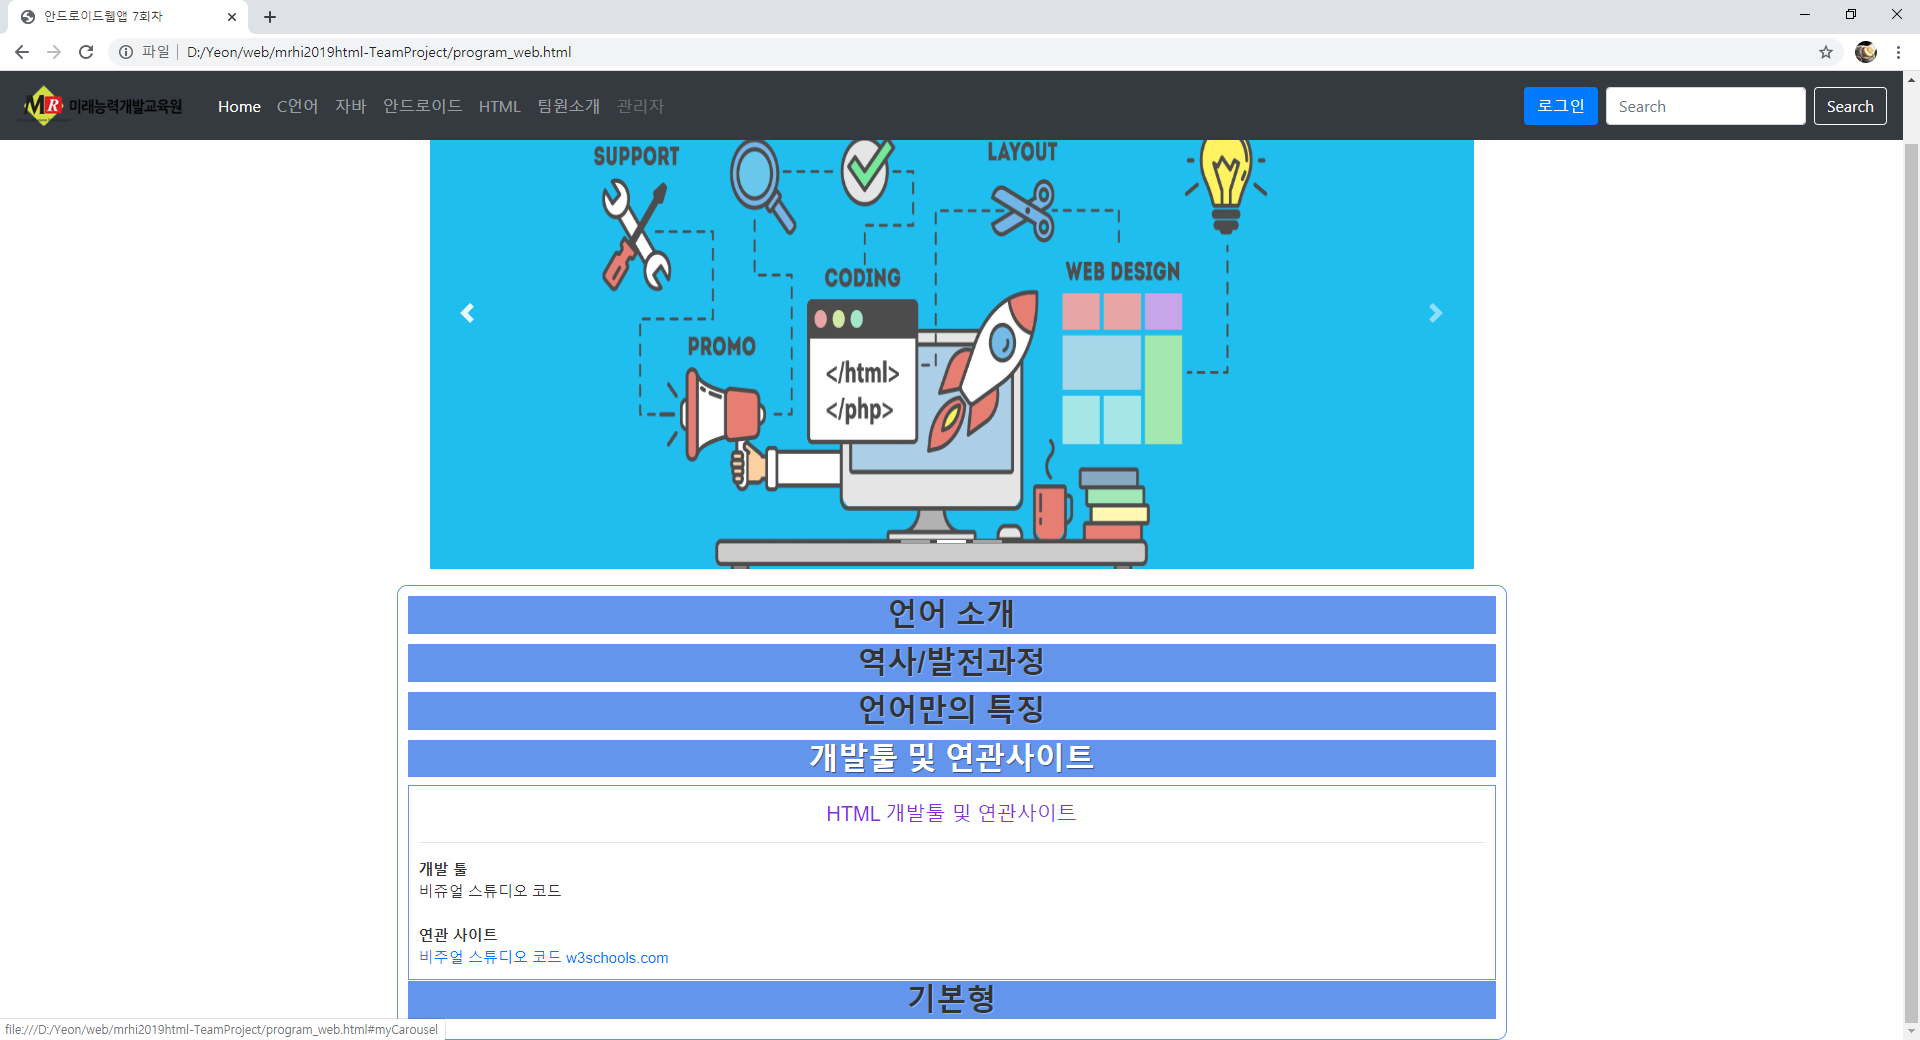 안드로이드웹앱 7회차
파일 D:/Yeon/web/mrhi2019html-TeamProject/program_web.html
MR 미래능력개발교육원 Home C언어 자바 안드로이드 HTML 팀원소개 관리자 로그인 Search Search
SUPPORT
LAYOUT
CODING
WEB DESIGN
PROMO
</html>
</php>
언어 소개
역사/발전과정
언어만의 특징
개발툴 및 연관사이트
HTML 개발툴 및 연관사이트
개발 툴
비쥬얼 스튜디오 코드
연관 사이트
비주얼 스튜디오 코드 w3schools.com
기본형
file:///D:/Yeon/web/mrhi2019html-TeamProject/program_web.html#myCarousel